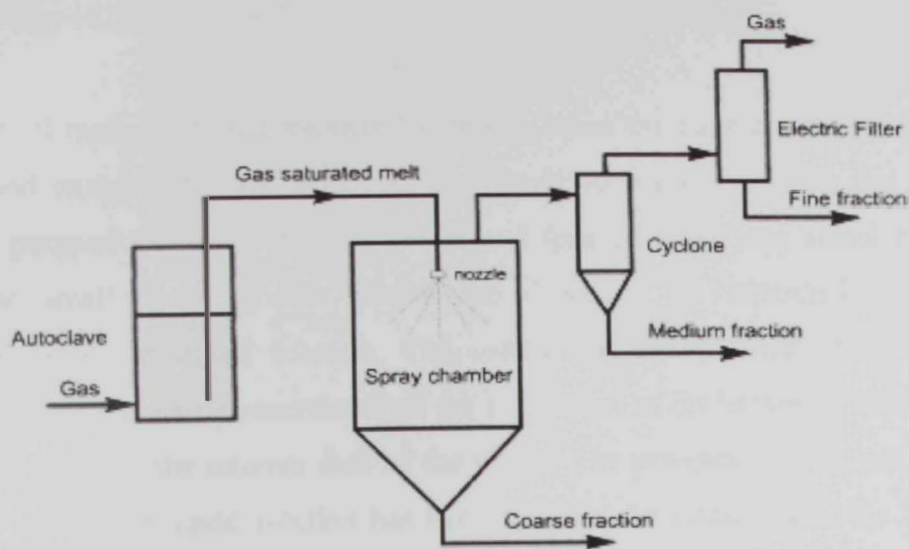 Gas
Electric Filter
Gas saturated melt
Fine fraction
Cyclone
nozzle
Autoclave
Medium fraction
Spray chamber
Gas
Coarse fraction